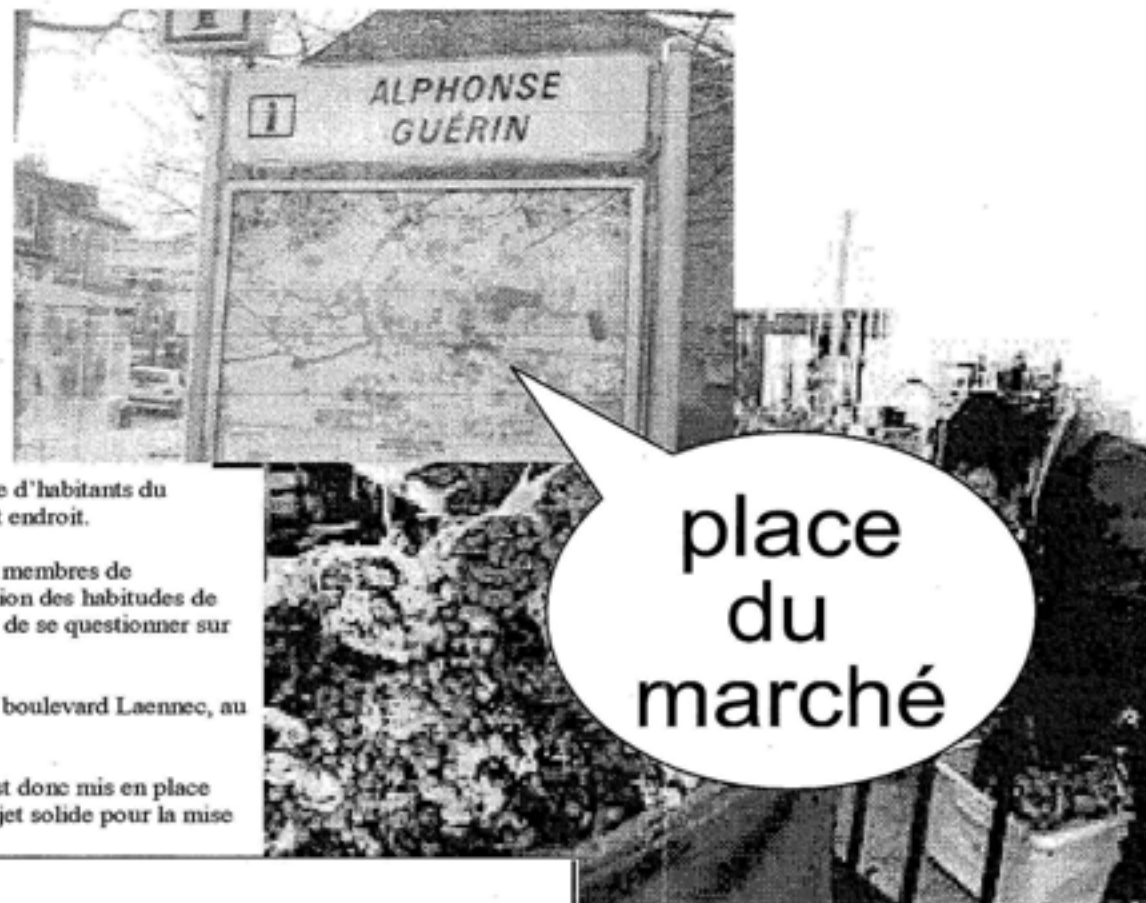 i
ALPHONSE
GUÉRIN
e d'habitants du
t endroit.
membres de
ion des habitudes de
de se questionner sur
boulevard Laennec, au
st donc mis en place
jet solide pour la mise
place
du
marché